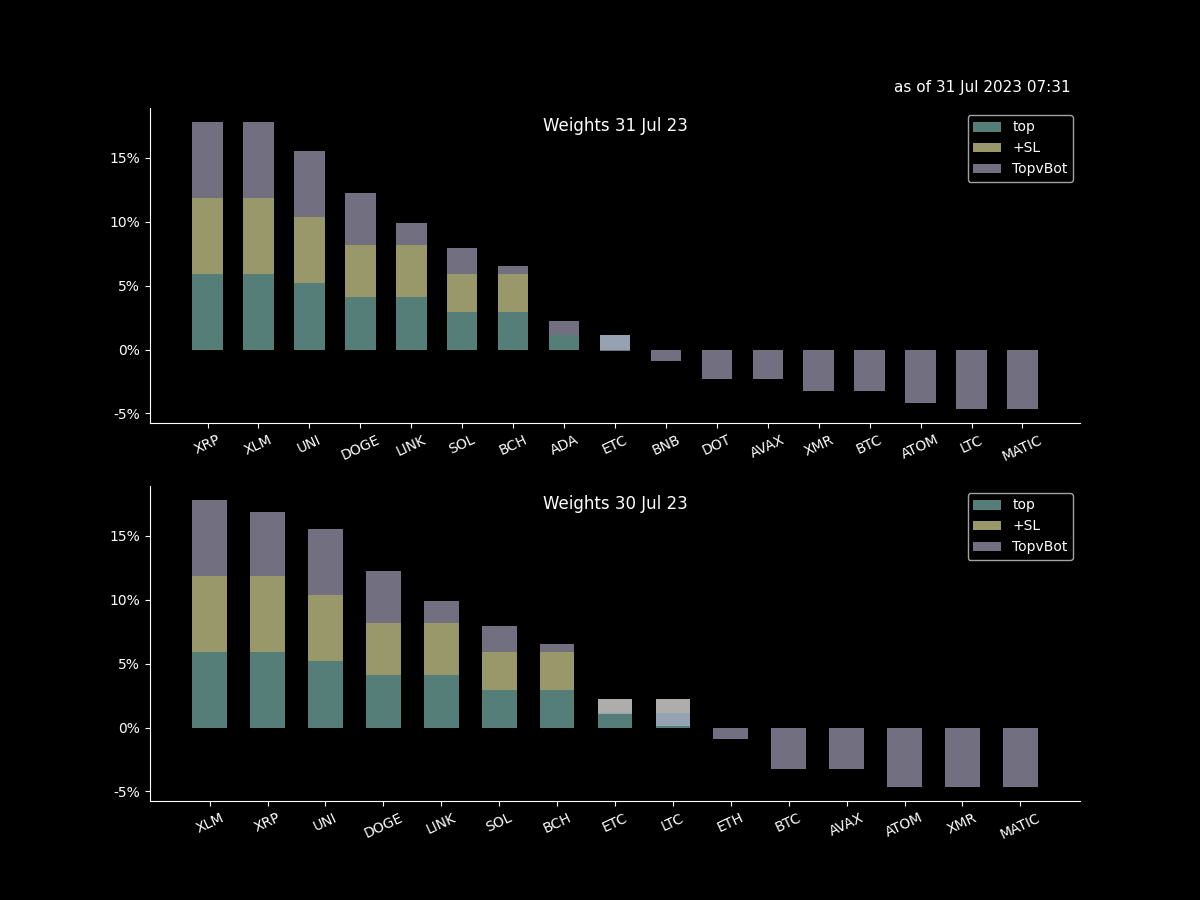 as of 31 Jul 2023 07:31
Weights 31 Jul 23
top
+SL
TopvBot
15%
10%
5%
0%
-5%
XRP XLM UNI DOGE LINK SOL BCH ADA ETC BNB DOT AVAX XMR BTC ATOM LTC MATIC
Weights 30 Jul 23
top
+SL
TopvBot
15%
10%
5%
0%
-5%
XLM XRP UNI DOGE LINK SOL BCH ETC LTC ETH BTC AVAX ATOM XMR MATIC